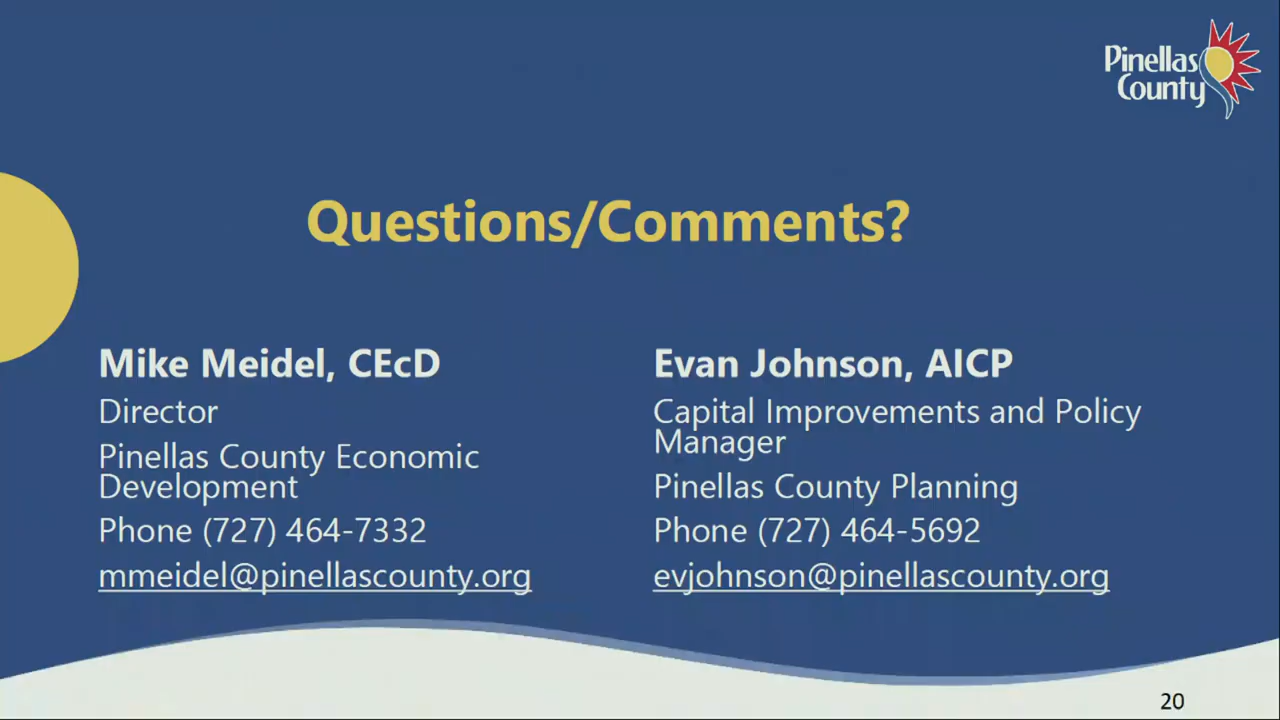 Pinellas
County
Questions/Comments?
Mike Meidel, CEcD
Director
Pinellas County Economic
Development
Phone (727) 464-7332
mmeidel@pinellascounty.org
Evan Johnson, AICP
Capital Improvements and Policy
Manager
Pinellas County Planning
Phone (727) 464-5692
evjohnson@pinellascounty.org
20